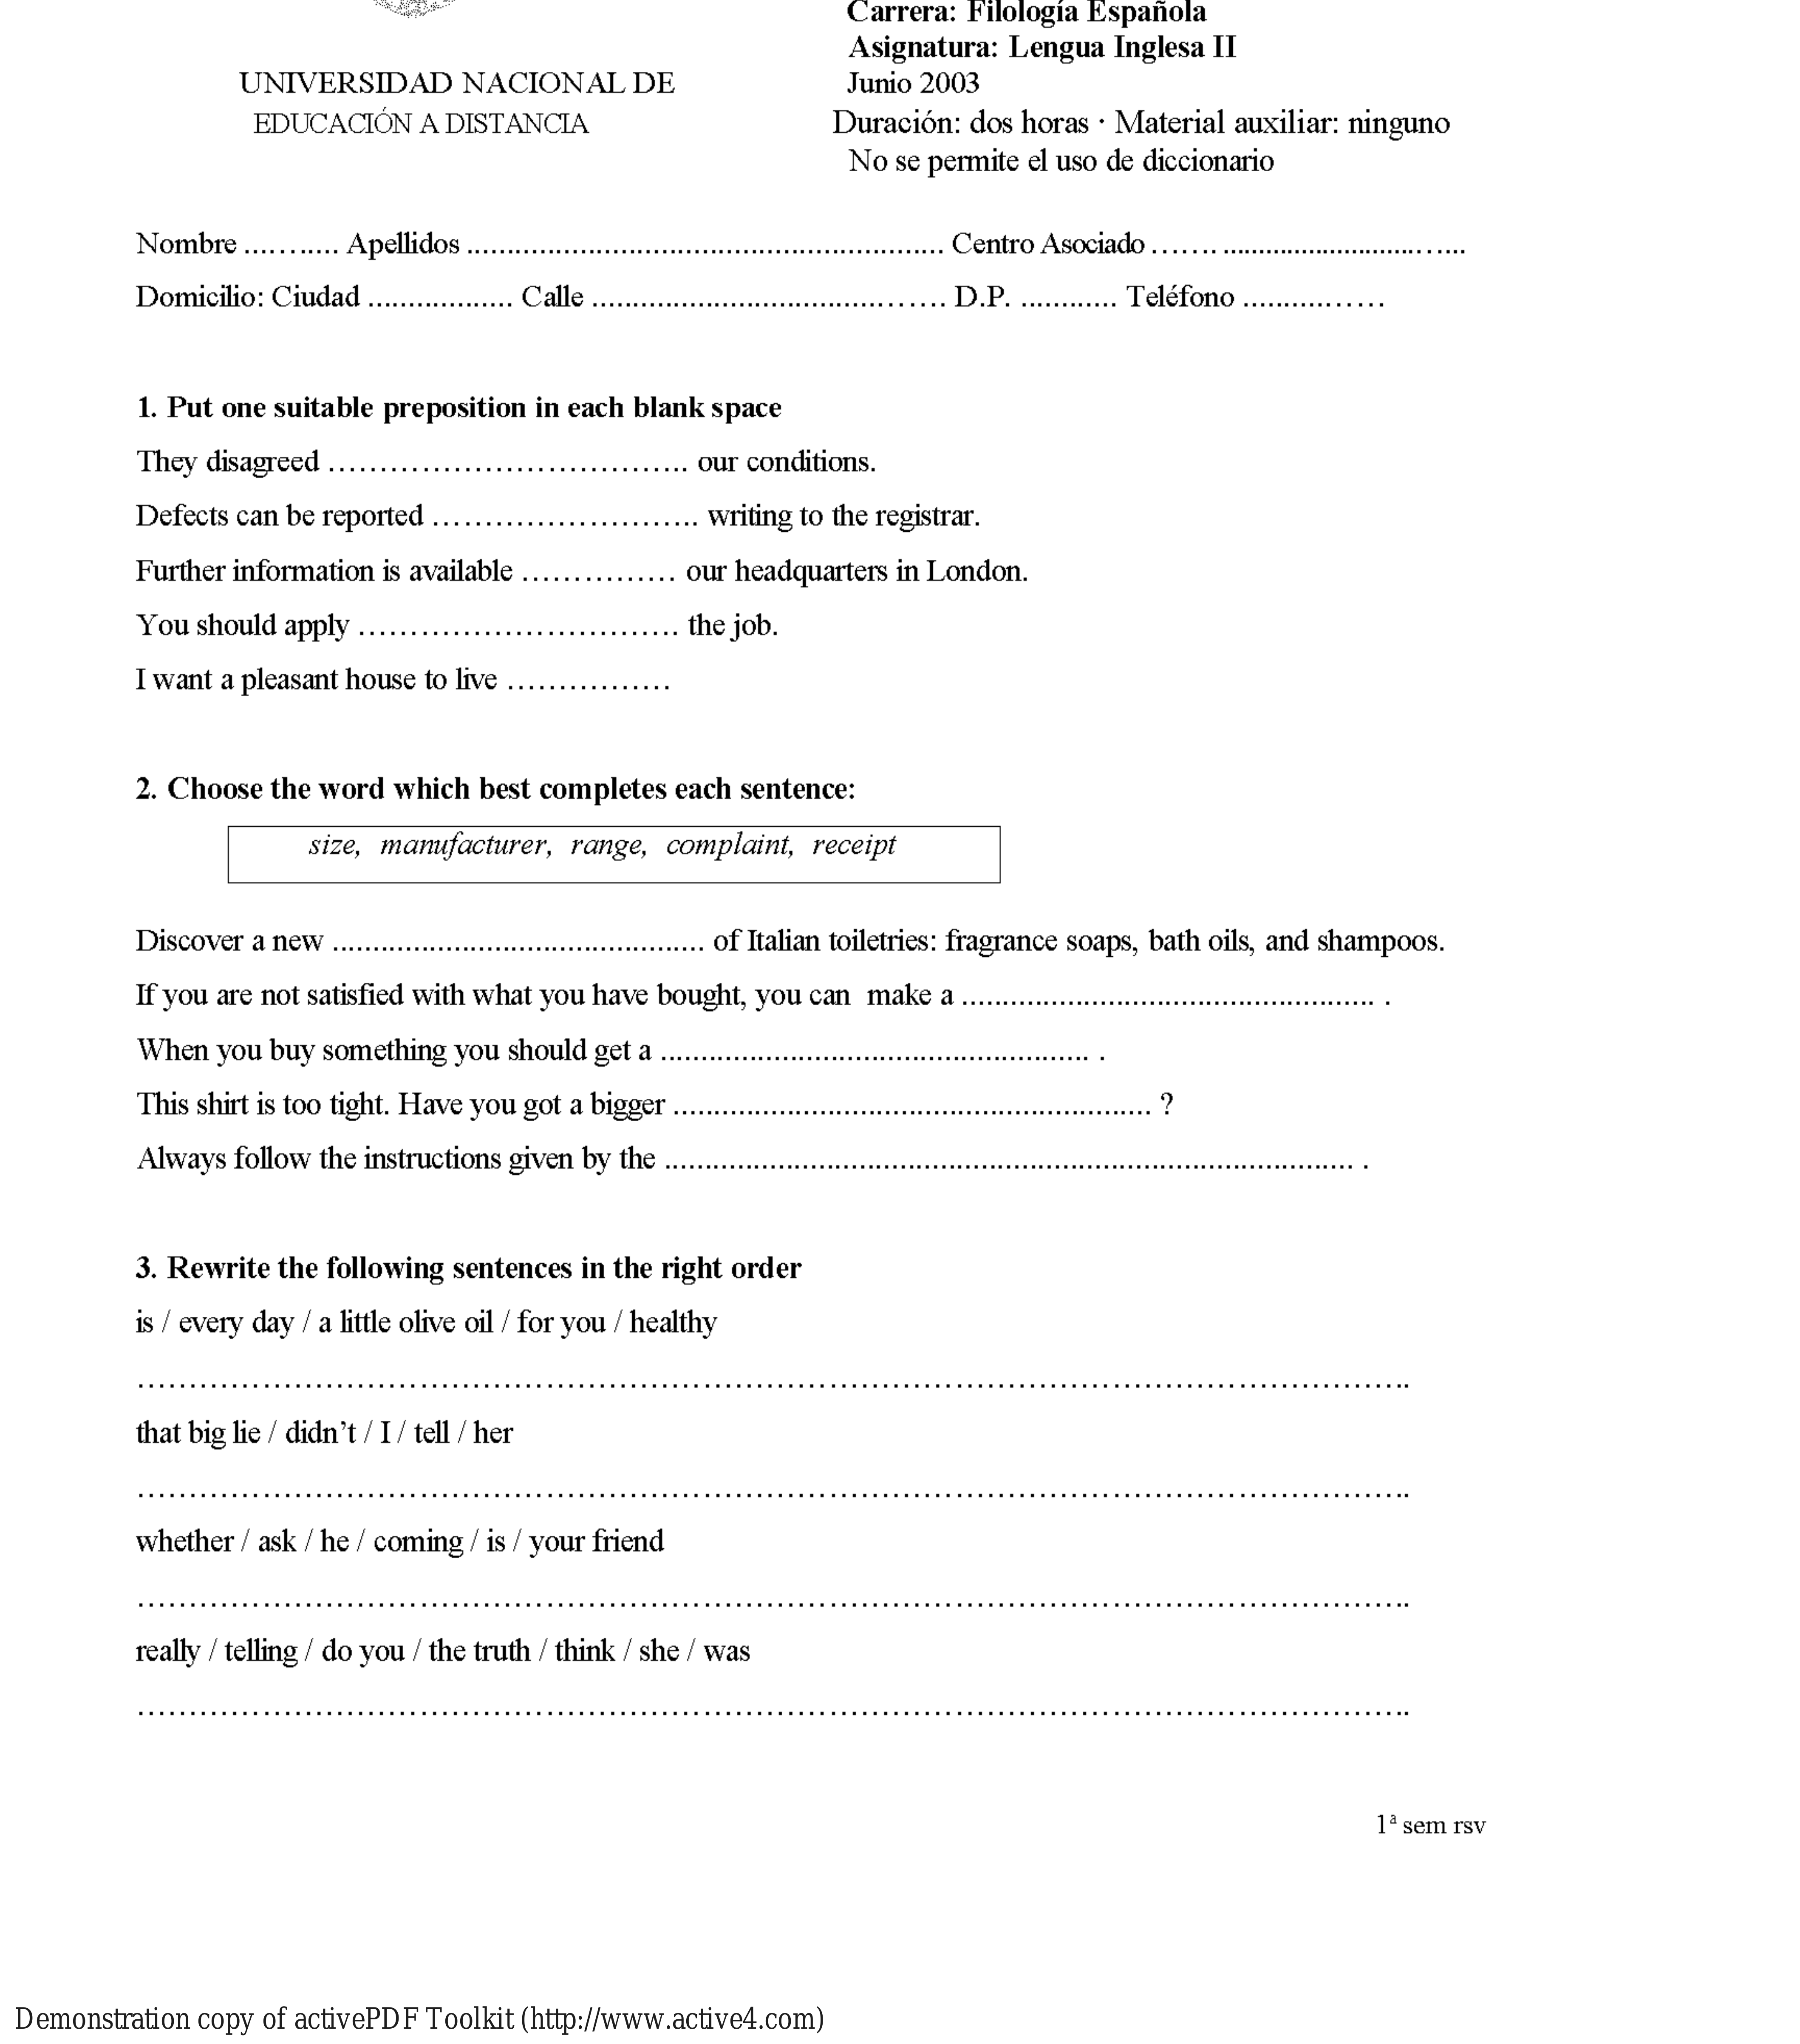 Carrera: Filología Española
Asignatura: Lengua Inglesa II
UNIVERSIDAD NACIONAL DE
EDUCACIÓN A DISTANCIA
Junio 2003
Duración: dos horas · Material auxiliar: ninguno
No se permite el uso de diccionario
Nombre ....…….... Apellidos ........................................................... Centro Asociado ……. ........................…...
Domicilio: Ciudad .................. Calle ....................................……. D.P. ............ Teléfono ...........……
1. Put one suitable preposition in each blank space
They disagreed ……………………………. our conditions.
Defects can be reported …………………….. writing to the registrar.
Further information is available …………… our headquarters in London.
You should apply …………………………. the job.
I want a pleasant house to live …………….
2. Choose the word which best completes each sentence:
size, manufacturer, range, complaint, receipt
Discover a new .............................................. of Italian toiletries: fragrance soaps, bath oils, and shampoos.
If you are not satisfied with what you have bought, you can make a ................................................... .
When you buy something you should get a ..................................................... .
This shirt is too tight. Have you got a bigger ........................................................... ?
Always follow the instructions given by the ..................................................................................... .
3. Rewrite the following sentences in the right order
is / every day / a little olive oil / for you / healthy
…………………………………………………………………………………………………………..
that big lie / didn’t / I / tell / her
…………………………………………………………………………………………………………..
whether / ask / he / coming / is / your friend
…………………………………………………………………………………………………………..
really / telling / do you / the truth / think / she / was
…………………………………………………………………………………………………………..
1ª sem rsv
Demonstration copy of activePDF Toolkit (http://www.active4.com)